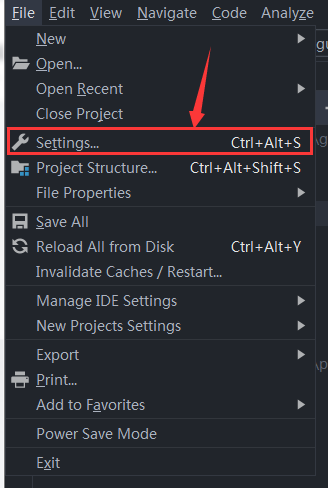 File Edit View Navigate Code Analyze
New
Open...
Open Recent
Close Project
Settings... Ctrl+Alt+S
Project Structure... Ctrl+Alt+Shift+S
File Properties
Save All
Reload All from Disk Ctrl+Alt+Y
Invalidate Caches / Restart...
Manage IDE Settings
New Projects Settings
Export
Print...
Add to Favorites
Power Save Mode
Exit